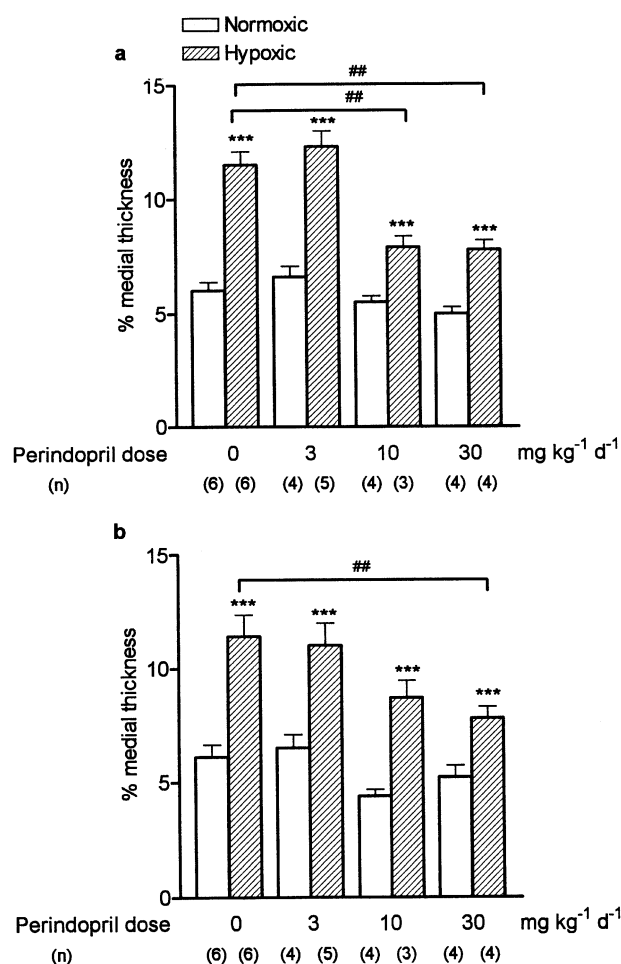 Normoxic
Hypoxic
a
##
##
*** *** *** ***
15
10
5
0
% medial thickness
Perindopril dose 0 3 10 30 mg kg⁻¹ d⁻¹
(n) (6) (6) (4) (5) (4) (3) (4) (4)
b
##
*** *** *** ***
15
10
5
0
% medial thickness
Perindopril dose 0 3 10 30 mg kg⁻¹ d⁻¹
(n) (6) (6) (4) (5) (4) (3) (4) (4)